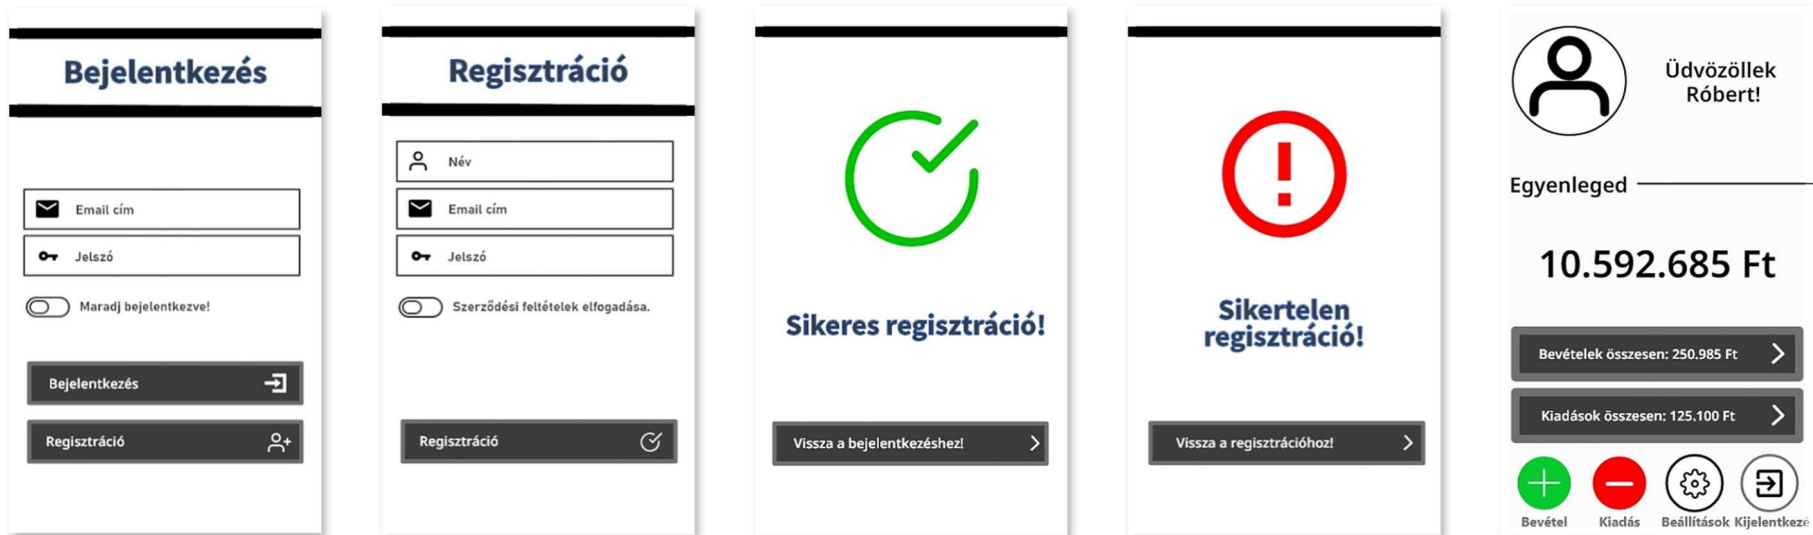 Bejelentkezés
Email cím
Jelszó
Maradj bejelentkezve!
Bejelentkezés
Regisztráció
Regisztráció
Név
Email cím
Jelszó
Szerződési feltételek elfogadása.
Regisztráció
Sikeres regisztráció!
Vissza a bejelentkezéshez!
Sikertelen
regisztráció!
Vissza a regisztrációhoz!
Üdvözöllek
Róbert!
Egyenleged
10.592.685 Ft
Bevételek összesen: 250.985 Ft
Kiadások összesen: 125.100 Ft
Bevétel Kiadás Beállítások Kijelentkezé